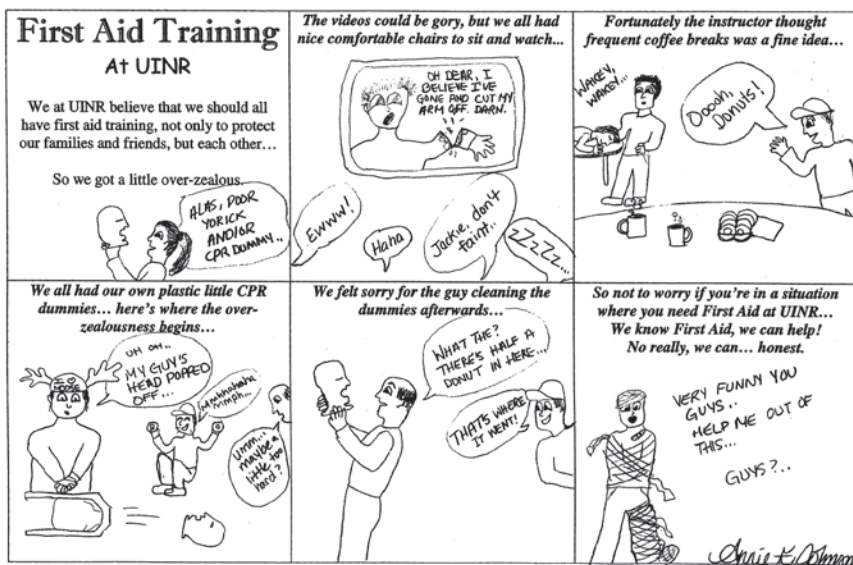 First Aid Training
At UINR
We at UINR believe that we should all
have first aid training, not only to protect
our families and friends, but each other…
So we got a little over-zealous.
ALAS, POOR
YORICK
AND/OR
CPR DUMMY..
The videos could be gory, but we all had
nice comfortable chairs to sit and watch...
OH DEAR, I
BELIEVE I'VE
GONE AND CUT MY
ARM OFF. DARN.
Ewww!
Haha
Jackie, don't
faint..
ZZZZZ...
Fortunately the instructor thought
frequent coffee breaks was a fine idea…
WAKEY,
WAKEY...
Ooooh,
Donuts!
We all had our own plastic little CPR
dummies… here's where the over-
zealousness begins…
I
MOOSE
UH OH..
MY GUY'S
HEAD POPPED
OFF...
Mmhhahaha
mmph...
Umm..
maybe a
little too
hard?
We felt sorry for the guy cleaning the
dummies afterwards…
WHAT THE?
THERE'S HALF A
DONUT IN HERE...
THAT'S WHERE
IT WENT!
So not to worry if you're in a situation
where you need First Aid at UINR…
We know First Aid, we can help!
No really, we can… honest.
VERY FUNNY YOU
GUYS..
HELP ME OUT OF
THIS...
GUYS?..
Annie K Johnson